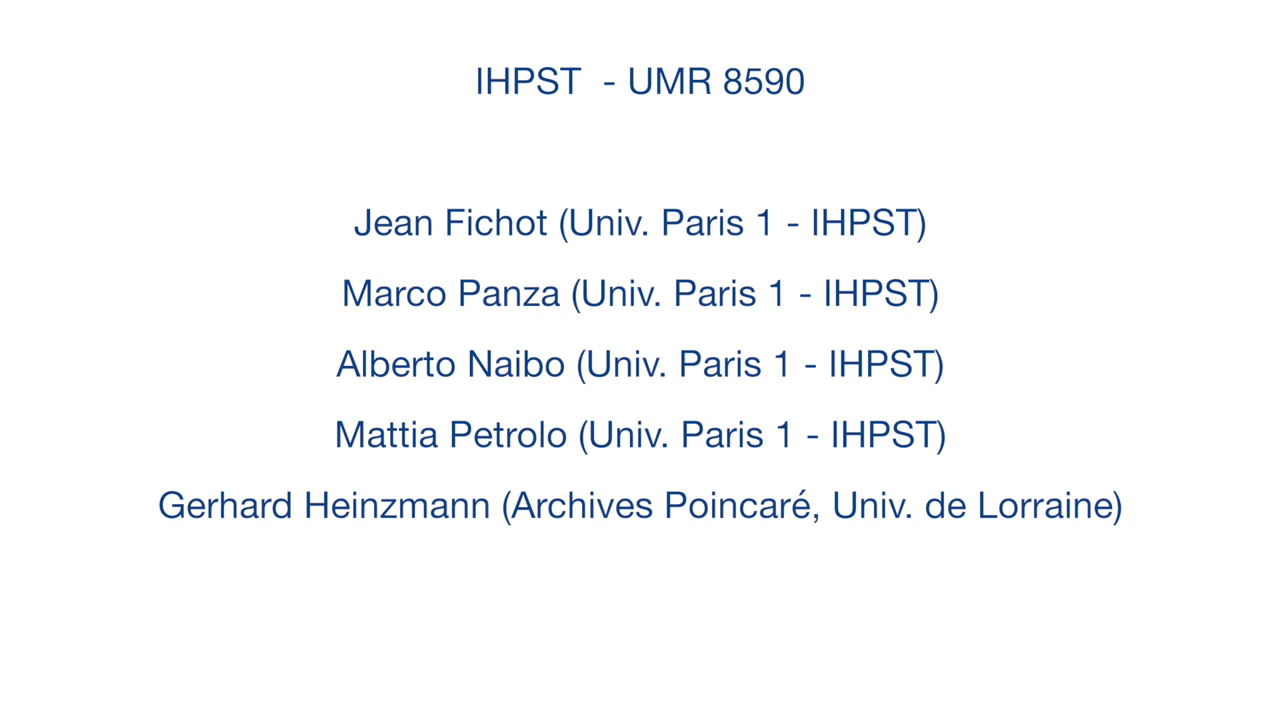 IHPST - UMR 8590
Jean Fichot (Univ. Paris 1 - IHPST)
Marco Panza (Univ. Paris 1 - IHPST)
Alberto Naibo (Univ. Paris 1 - IHPST)
Mattia Petrolo (Univ. Paris 1 - IHPST)
Gerhard Heinzmann (Archives Poincaré, Univ. de Lorraine)